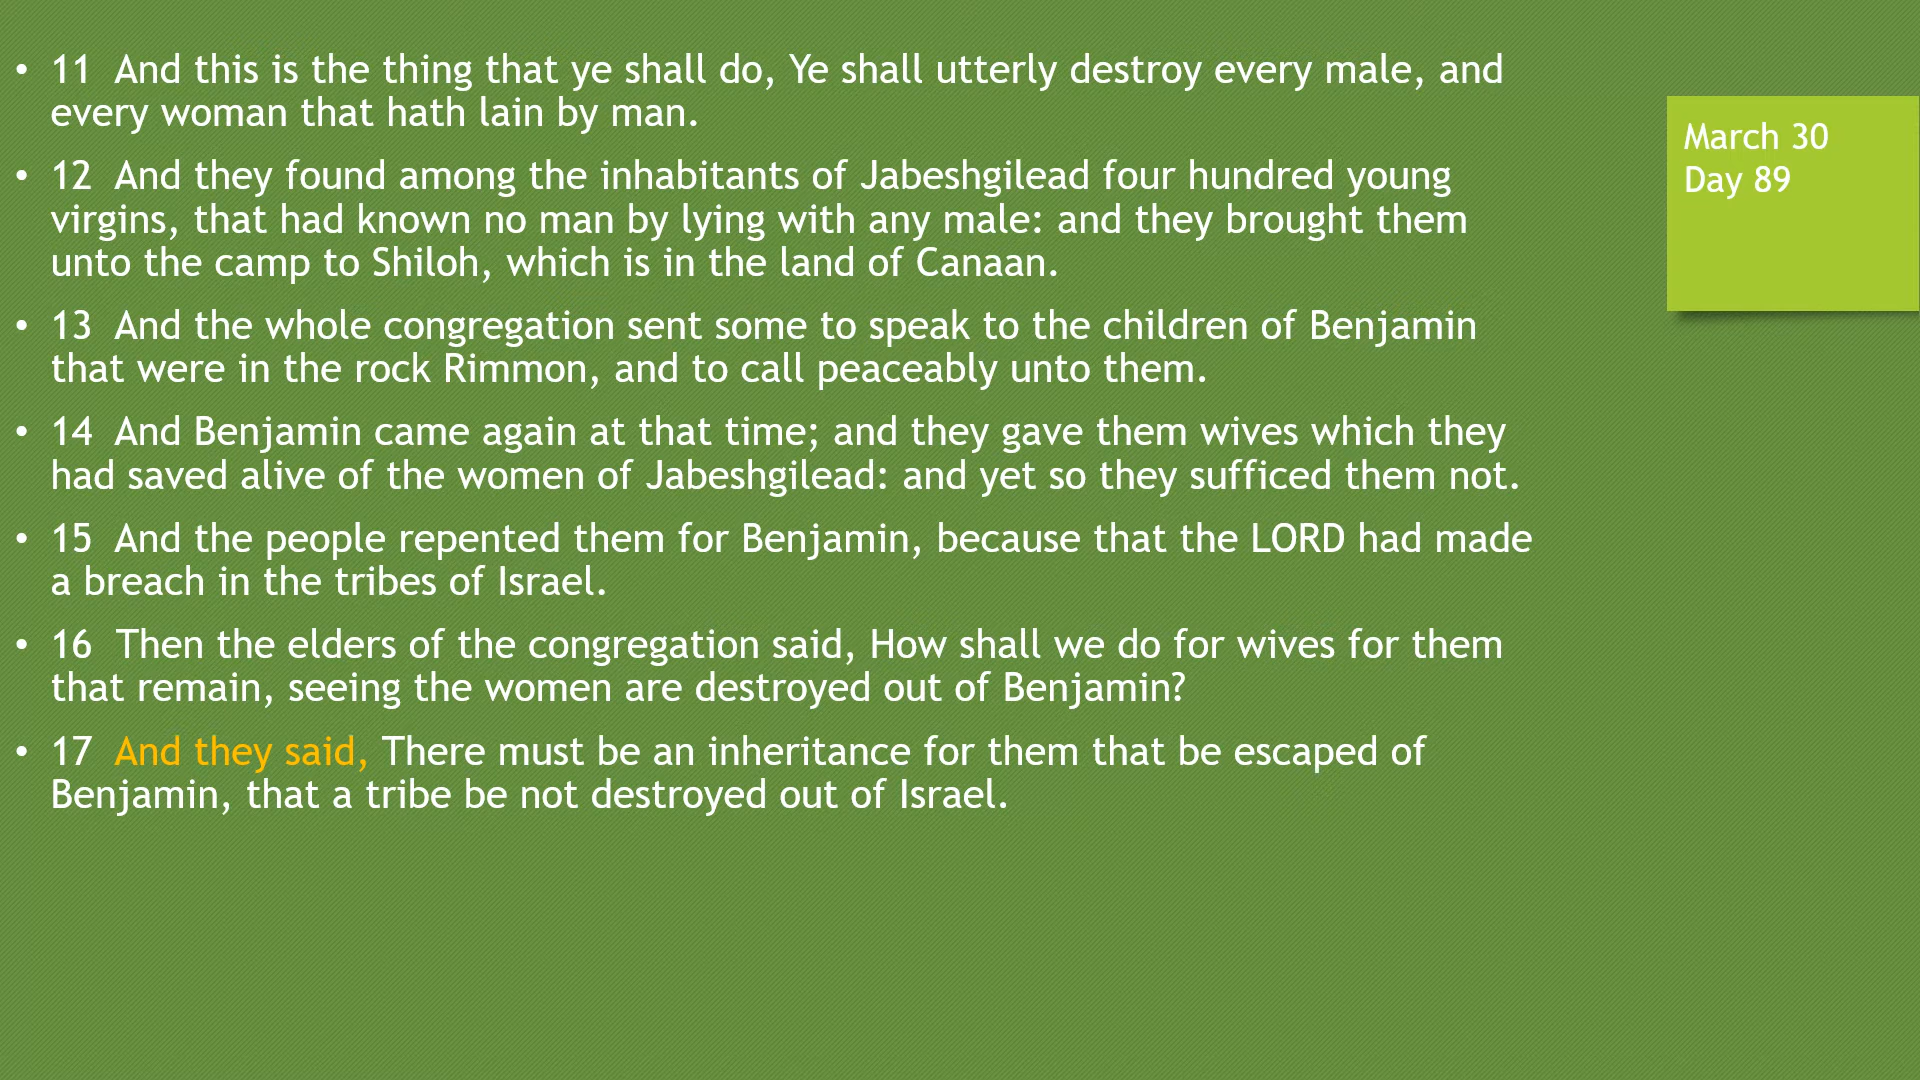 • 11  And this is the thing that ye shall do, Ye shall utterly destroy every male, and
every woman that hath lain by man.
• 12  And they found among the inhabitants of Jabeshgilead four hundred young
virgins, that had known no man by lying with any male: and they brought them
unto the camp to Shiloh, which is in the land of Canaan.
• 13  And the whole congregation sent some to speak to the children of Benjamin
that were in the rock Rimmon, and to call peaceably unto them.
• 14  And Benjamin came again at that time; and they gave them wives which they
had saved alive of the women of Jabeshgilead: and yet so they sufficed them not.
• 15  And the people repented them for Benjamin, because that the LORD had made
a breach in the tribes of Israel.
• 16  Then the elders of the congregation said, How shall we do for wives for them
that remain, seeing the women are destroyed out of Benjamin?
• 17  And they said, There must be an inheritance for them that be escaped of
Benjamin, that a tribe be not destroyed out of Israel.
March 30
Day 89